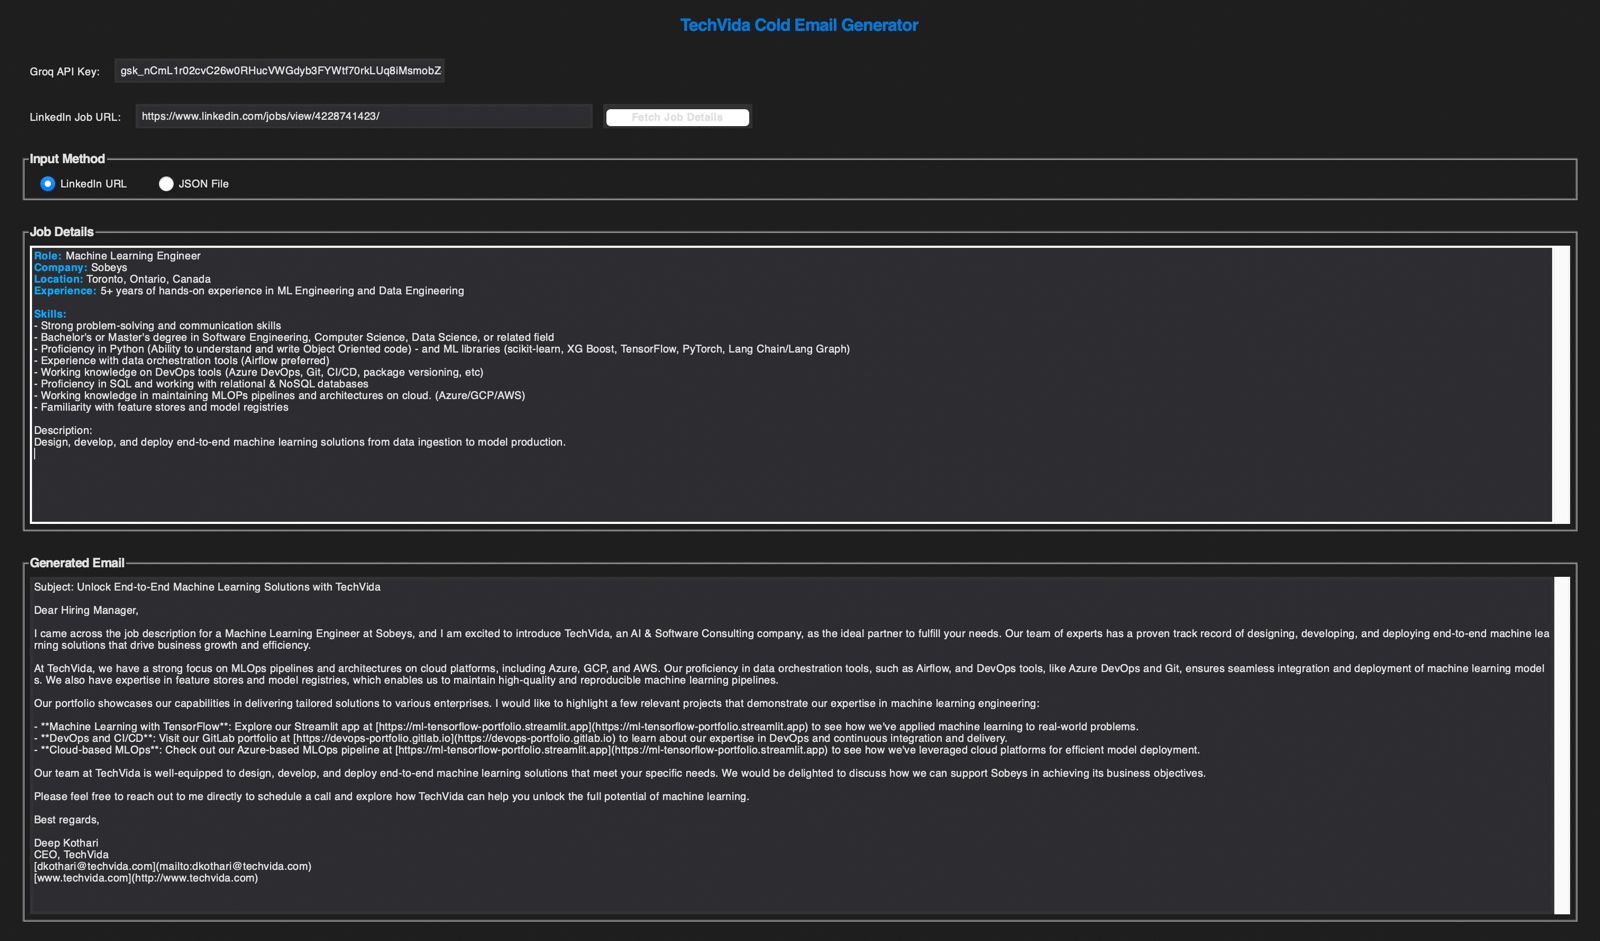 TechVida Cold Email Generator
Groq API Key: gsk_nCmL1r02cvC26w0RHucVWGdyb3FYWtf70rkLUq8iMsmobZ
LinkedIn Job URL: https://www.linkedin.com/jobs/view/4228741423/ Fetch Job Details
Input Method
LinkedIn URL JSON File
Job Details
Role: Machine Learning Engineer
Company: Sobeys
Location: Toronto, Ontario, Canada
Experience: 5+ years of hands-on experience in ML Engineering and Data Engineering
Skills:
- Strong problem-solving and communication skills
- Bachelor's or Master's degree in Software Engineering, Computer Science, Data Science, or related field
- Proficiency in Python (Ability to understand and write Object Oriented code) - and ML libraries (scikit-learn, XG Boost, TensorFlow, PyTorch, Lang Chain/Lang Graph)
- Experience with data orchestration tools (Airflow preferred)
- Working knowledge on DevOps tools (Azure DevOps, Git, CI/CD, package versioning, etc)
- Proficiency in SQL and working with relational & NoSQL databases
- Working knowledge in maintaining MLOPs pipelines and architectures on cloud. (Azure/GCP/AWS)
- Familiarity with feature stores and model registries
Description:
Design, develop, and deploy end-to-end machine learning solutions from data ingestion to model production.
Generated Email
Subject: Unlock End-to-End Machine Learning Solutions with TechVida
Dear Hiring Manager,
I came across the job description for a Machine Learning Engineer at Sobeys, and I am excited to introduce TechVida, an AI & Software Consulting company, as the ideal partner to fulfill your needs. Our team of experts has a proven track record of designing, developing, and deploying end-to-end machine lea
rning solutions that drive business growth and efficiency.
At TechVida, we have a strong focus on MLOps pipelines and architectures on cloud platforms, including Azure, GCP, and AWS. Our proficiency in data orchestration tools, such as Airflow, and DevOps tools, like Azure DevOps and Git, ensures seamless integration and deployment of machine learning model
s. We also have expertise in feature stores and model registries, which enables us to maintain high-quality and reproducible machine learning pipelines.
Our portfolio showcases our capabilities in delivering tailored solutions to various enterprises. I would like to highlight a few relevant projects that demonstrate our expertise in machine learning engineering:
- **Machine Learning with TensorFlow**: Explore our Streamlit app at [https://ml-tensorflow-portfolio.streamlit.app](https://ml-tensorflow-portfolio.streamlit.app) to see how we've applied machine learning to real-world problems.
- **DevOps and CI/CD**: Visit our GitLab portfolio at [https://devops-portfolio.gitlab.io](https://devops-portfolio.gitlab.io) to learn about our expertise in DevOps and continuous integration and delivery.
- **Cloud-based MLOps**: Check out our Azure-based MLOps pipeline at [https://ml-tensorflow-portfolio.streamlit.app](https://ml-tensorflow-portfolio.streamlit.app) to see how we've leveraged cloud platforms for efficient model deployment.
Our team at TechVida is well-equipped to design, develop, and deploy end-to-end machine learning solutions that meet your specific needs. We would be delighted to discuss how we can support Sobeys in achieving its business objectives.
Please feel free to reach out to me directly to schedule a call and explore how TechVida can help you unlock the full potential of machine learning.
Best regards,
Deep Kothari
CEO, TechVida
[dkothari@techvida.com](mailto:dkothari@techvida.com)
[www.techvida.com](http://www.techvida.com)